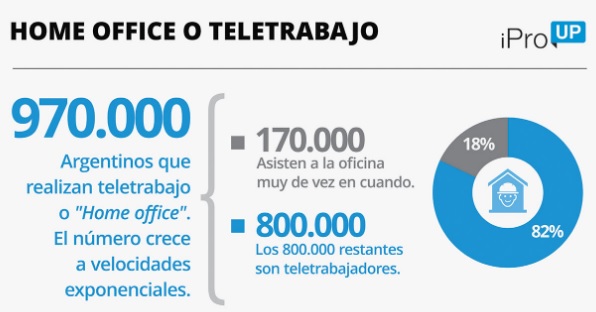 HOME OFFICE O TELETRABAJO
iPro UP
970.000
Argentinos que
realizan teletrabajo
o "Home office".
El número crece
a velocidades
exponenciales.
170.000
Asisten a la oficina
muy de vez en cuando.
800.000
Los 800.000 restantes
son teletrabajadores.
18%
82%